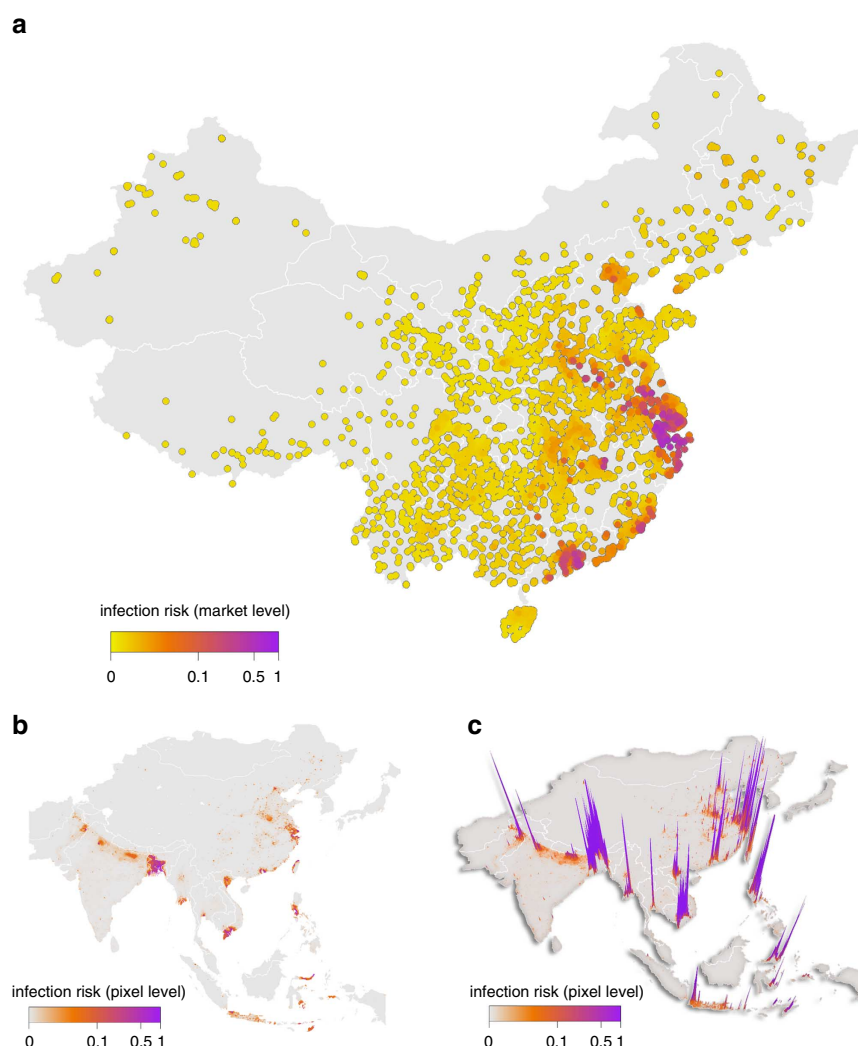 a
infection risk (market level)
0 0.1 0.5 1
b
c
infection risk (pixel level)
0 0.1 0.5 1
infection risk (pixel level)
0 0.1 0.5 1